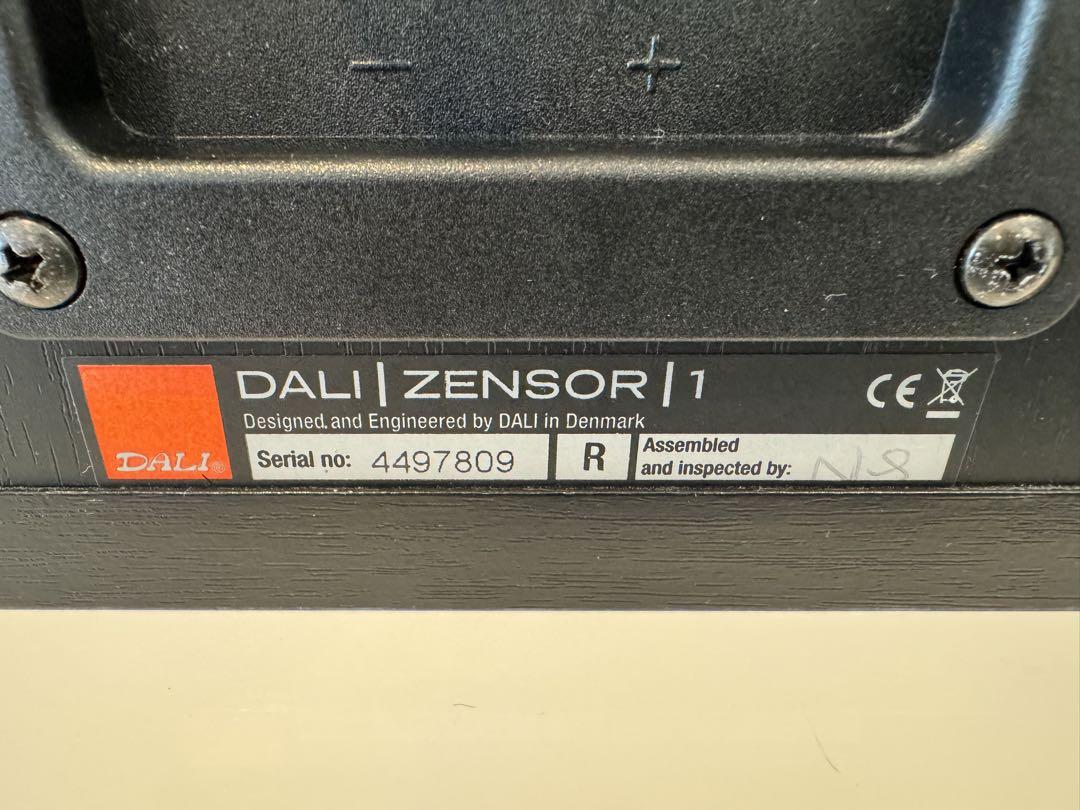 − +
DALI | ZENSOR | 1 CE
Designed and Engineered by DALI in Denmark
DALI® Serial no: 4497809 R Assembled
and inspected by: